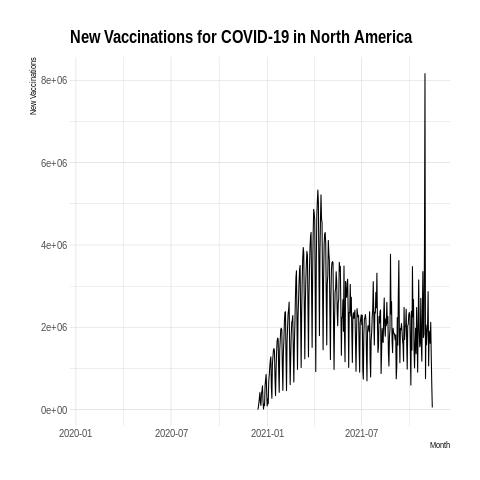 New Vaccinations for COVID-19 in North America
New Vaccinations
8e+06
6e+06
4e+06
2e+06
0e+00
2020-01 2020-07 2021-01 2021-07
Month